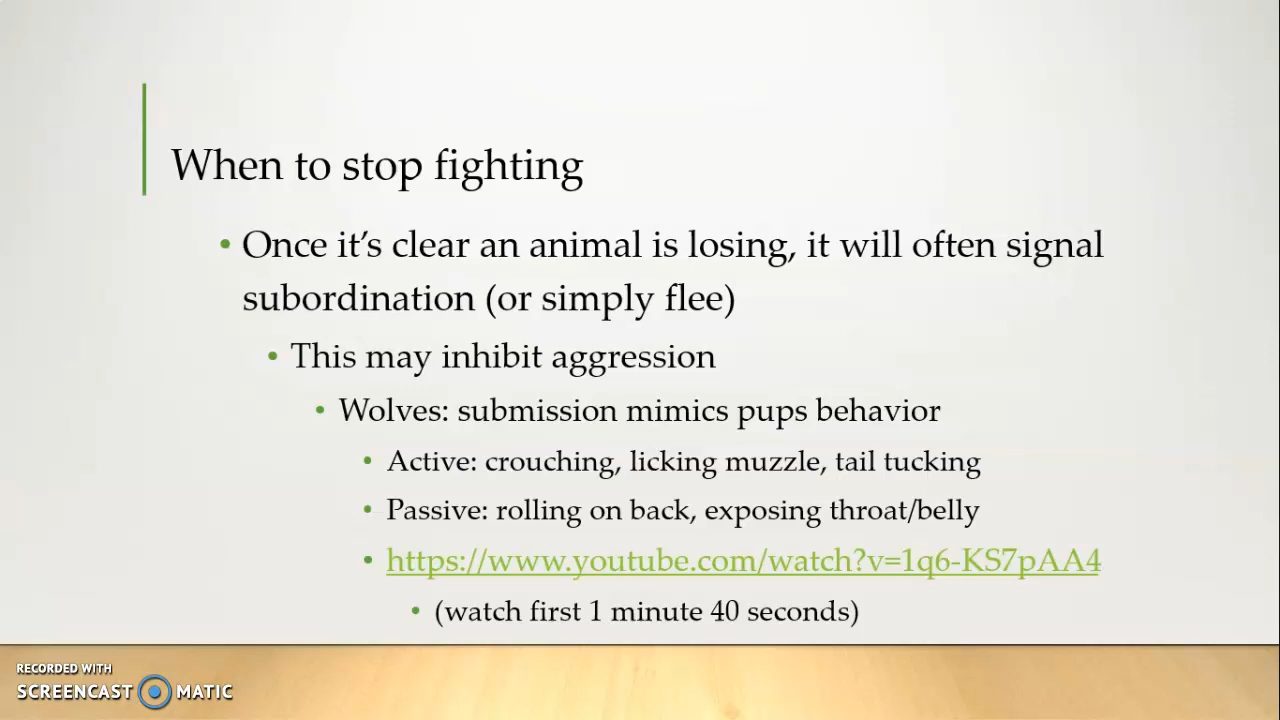 When to stop fighting
• Once it’s clear an animal is losing, it will often signal
subordination (or simply flee)
• This may inhibit aggression
• Wolves: submission mimics pups behavior
• Active: crouching, licking muzzle, tail tucking
• Passive: rolling on back, exposing throat/belly
• https://www.youtube.com/watch?v=1q6-KS7pAA4
• (watch first 1 minute 40 seconds)
RECORDED WITH
SCREENCAST MATIC